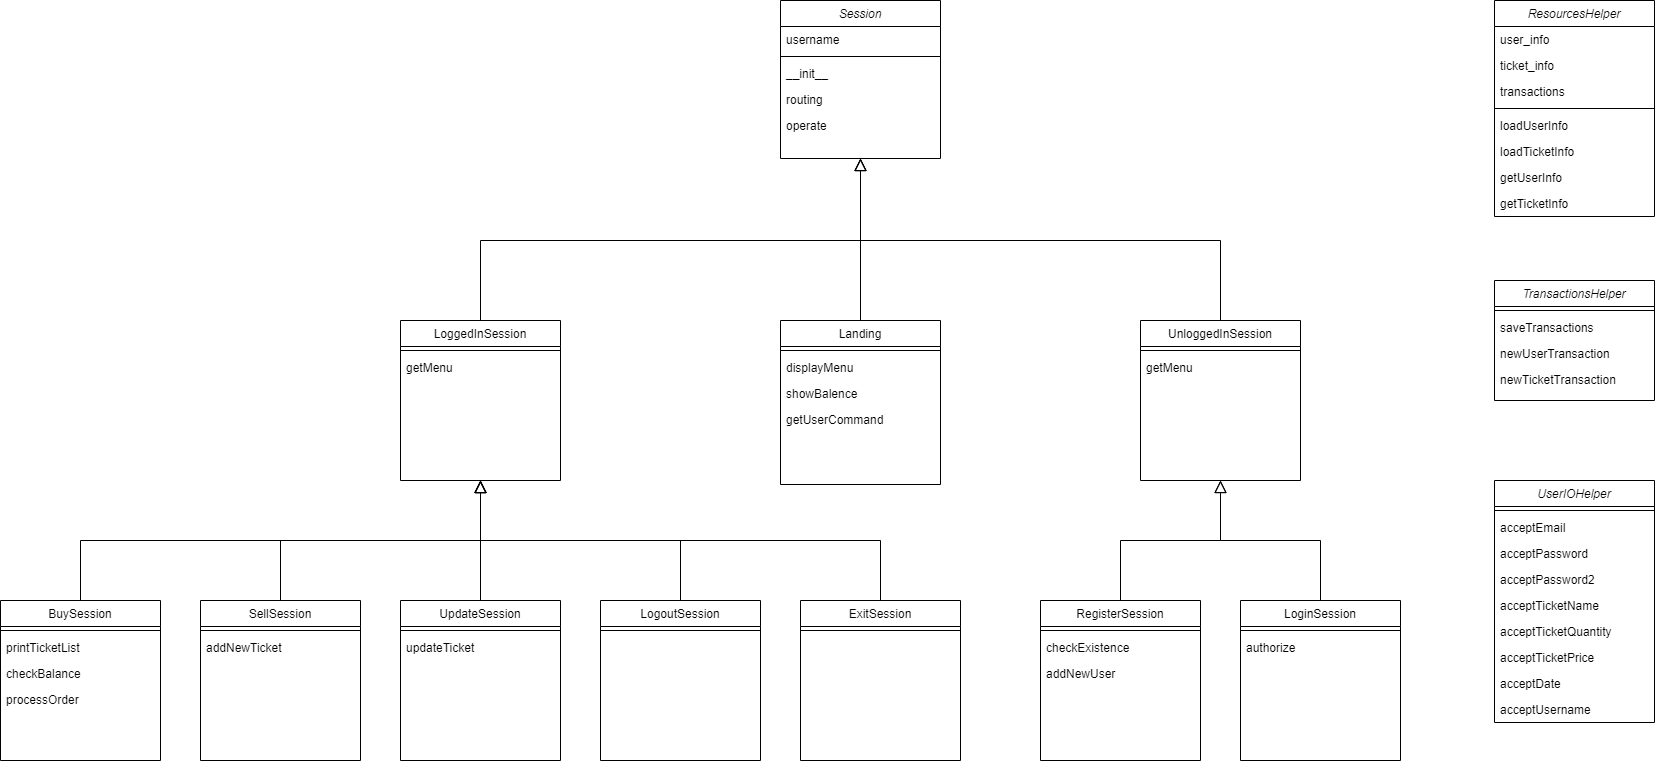 Session
username
__init__
routing
operate
ResourcesHelper
user_info
ticket_info
transactions
loadUserInfo
loadTicketInfo
getUserInfo
getTicketInfo
LoggedInSession
getMenu
Landing
displayMenu
showBalence
getUserCommand
UnloggedInSession
getMenu
TransactionsHelper
saveTransactions
newUserTransaction
newTicketTransaction
BuySession
printTicketList
checkBalance
processOrder
SellSession
addNewTicket
UpdateSession
updateTicket
LogoutSession
ExitSession
RegisterSession
checkExistence
addNewUser
LoginSession
authorize
UserIOHelper
acceptEmail
acceptPassword
acceptPassword2
acceptTicketName
acceptTicketQuantity
acceptTicketPrice
acceptDate
acceptUsername